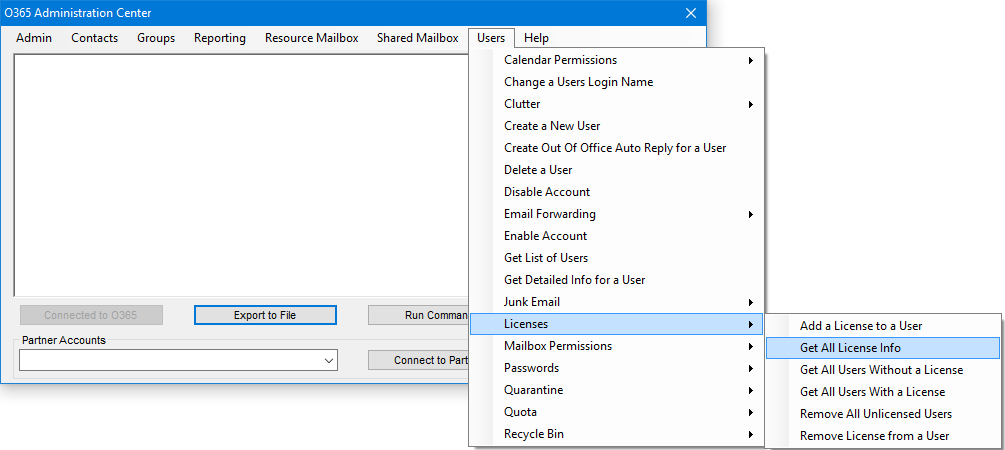 O365 Administration Center
Admin Contacts Groups Reporting Resource Mailbox Shared Mailbox Users Help
Calendar Permissions
Change a Users Login Name
Clutter
Create a New User
Create Out Of Office Auto Reply for a User
Delete a User
Disable Account
Email Forwarding
Enable Account
Get List of Users
Get Detailed Info for a User
Junk Email
Connected to O365 Export to File Run Comman
Licenses
Add a License to a User
Partner Accounts
Mailbox Permissions
Get All License Info
Connect to Part
Passwords
Get All Users Without a License
Quarantine
Get All Users With a License
Quota
Remove All Unlicensed Users
Recycle Bin
Remove License from a User